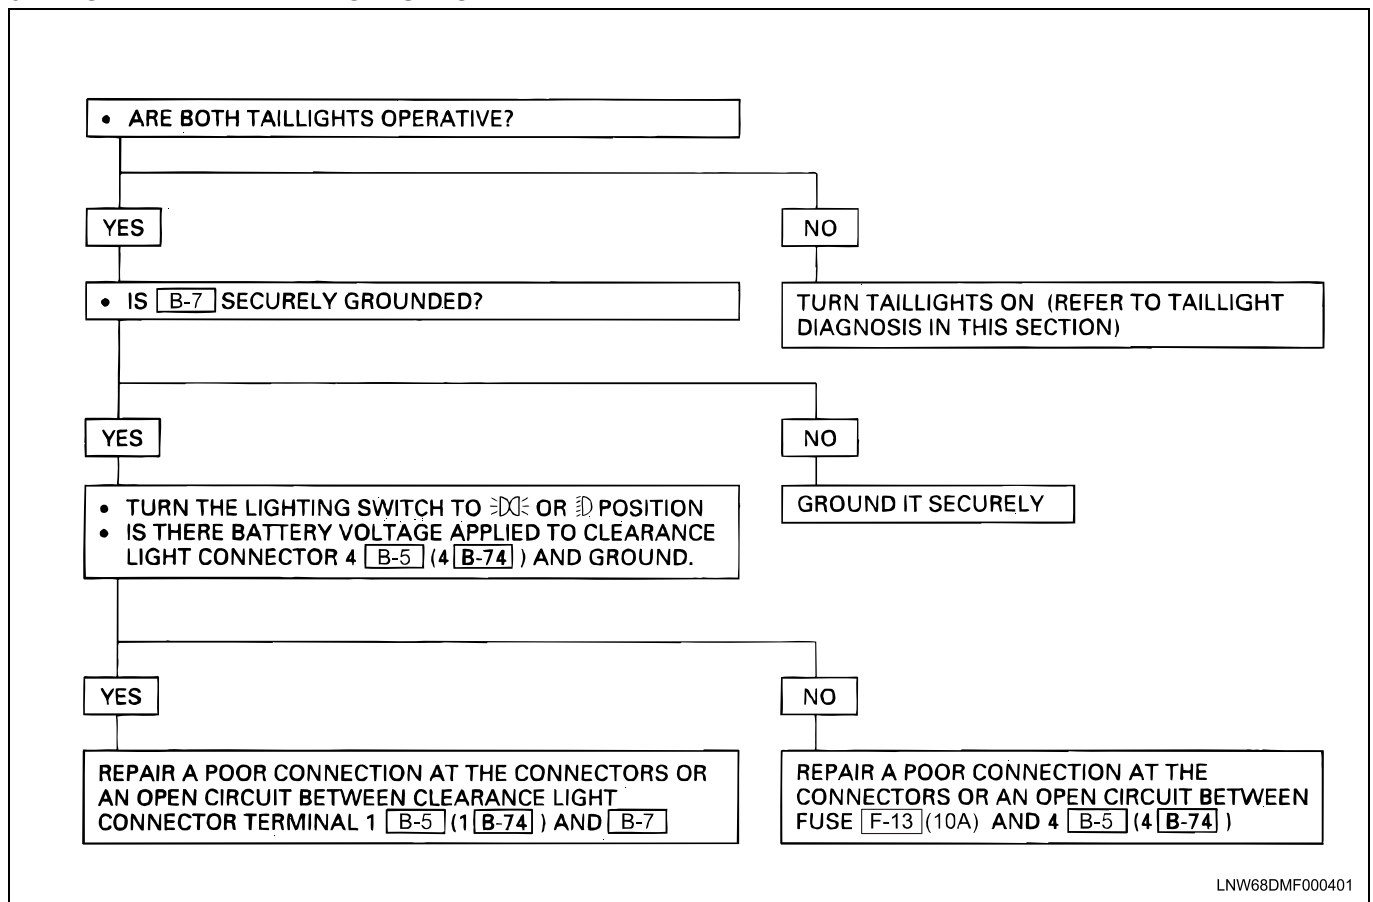 • ARE BOTH TAILLIGHTS OPERATIVE?
YES
NO
• IS B-7 SECURELY GROUNDED?
TURN TAILLIGHTS ON (REFER TO TAILLIGHT
DIAGNOSIS IN THIS SECTION)
YES
NO
• TURN THE LIGHTING SWITCH TO OR POSITION
• IS THERE BATTERY VOLTAGE APPLIED TO CLEARANCE
LIGHT CONNECTOR 4 B-5 (4 B-74 ) AND GROUND.
GROUND IT SECURELY
YES
NO
REPAIR A POOR CONNECTION AT THE CONNECTORS OR
AN OPEN CIRCUIT BETWEEN CLEARANCE LIGHT
CONNECTOR TERMINAL 1 B-5 (1 B-74 ) AND B-7
REPAIR A POOR CONNECTION AT THE
CONNECTORS OR AN OPEN CIRCUIT BETWEEN
FUSE F-13 (10A) AND 4 B-5 (4 B-74 )
LNW68DMF000401